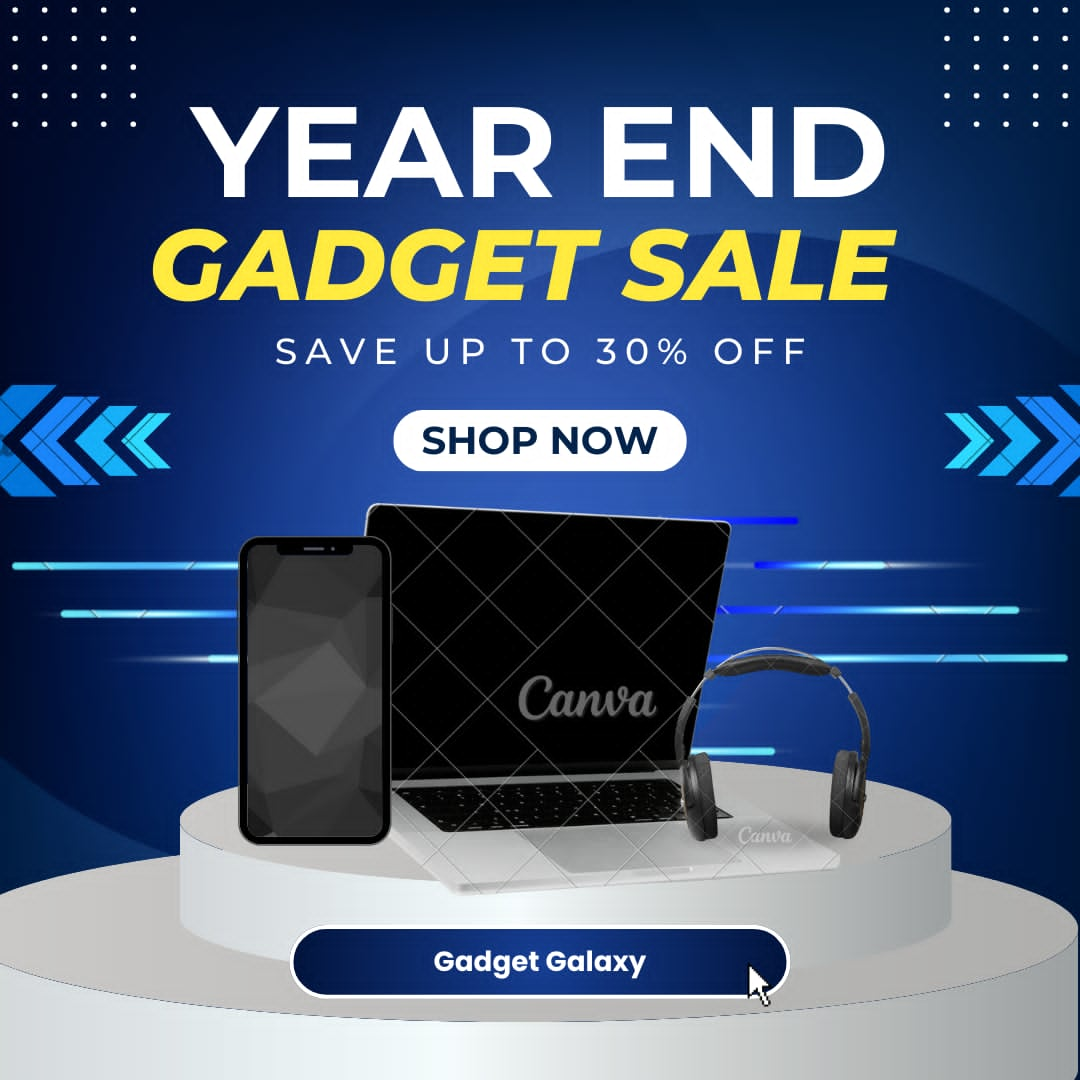 YEAR END
GADGET SALE
SAVE UP TO 30% OFF
SHOP NOW
Canva
Canva
Gadget Galaxy